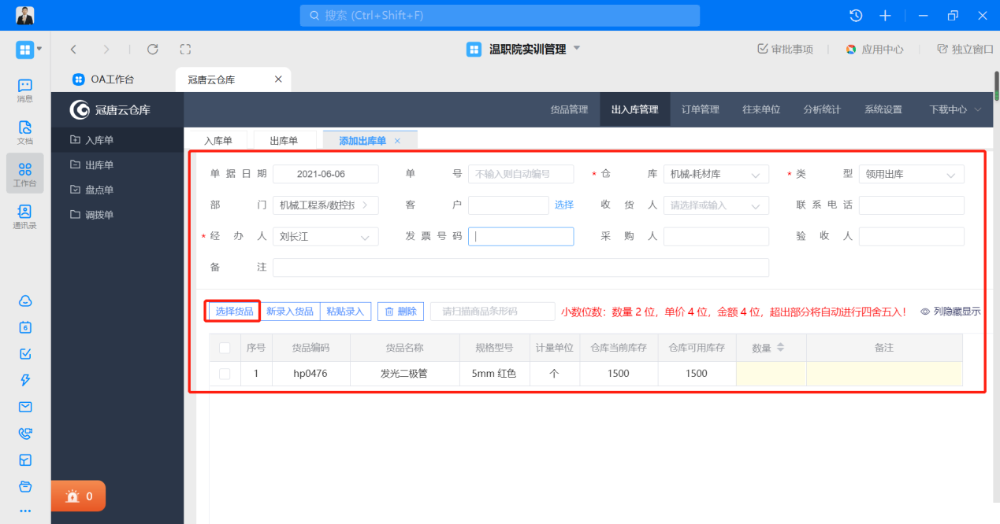 搜索 (Ctrl+Shift+F)
温职院实训管理
审批事项
应用中心
独立窗口
OA工作台
冠唐云仓库
消息
文档
工作台
通讯录
6
冠唐云仓库
货品管理 出入库管理 订单管理 往来单位 分析统计 系统设置 下载中心
入库单
出库单
盘点单
调拨单
0
入库单 出库单 添加出库单
单据日期 2021-06-06 单号 不输入则自动编号 * 仓库 机械-耗材库 * 类型 领用出库
部门 机械工程系/数控技 客户 选择 收货人 请选择或输入 联系电话
* 经办人 刘长江 发票号码 采购人 验收人
备注
选择货品 新录入货品 粘贴录入 删除 请扫描商品条形码 小数位数：数量 2 位，单价 4 位，金额 4 位，超出部分将自动进行四舍五入！ 列隐藏显示
序号 货品编码 货品名称 规格型号 计量单位 仓库当前库存 仓库可用库存 数量 备注
1 hp0476 发光二极管 5mm 红色 个 1500 1500